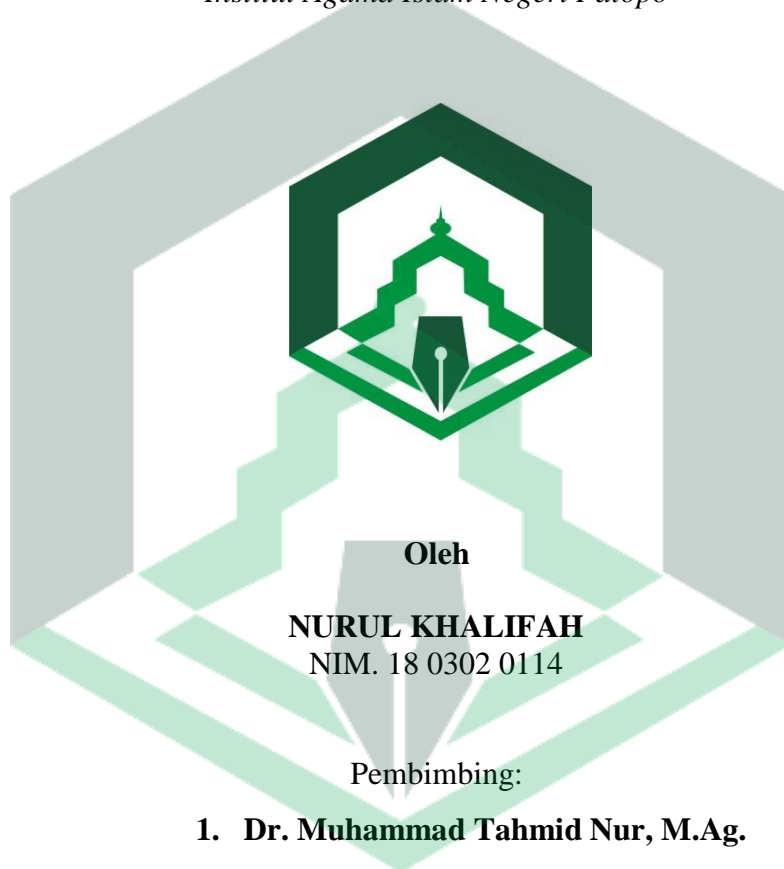 Institut Agama Islam Negeri Palopo
Oleh
NURUL KHALIFAH
NIM. 18 0302 0114
Pembimbing:
1. Dr. Muhammad Tahmid Nur, M.Ag.